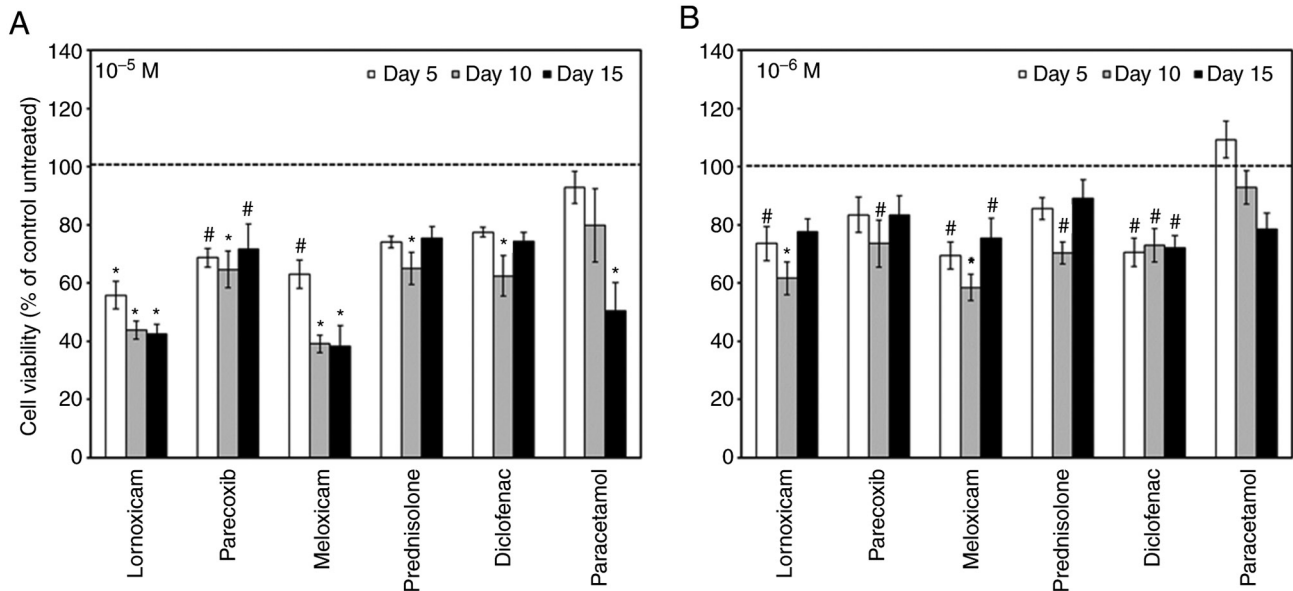 A
10⁻⁵ M
Day 5 Day 10 Day 15
Cell viability (% of control untreated)
140
120
100
80
60
40
20
0
* * *
# * #
# * *
*
*
*
Lornoxicam
Parecoxib
Meloxicam
Prednisolone
Diclofenac
Paracetamol
B
10⁻⁶ M
Day 5 Day 10 Day 15
140
120
100
80
60
40
20
0
# *
#
# * #
#
# # #
Lornoxicam
Parecoxib
Meloxicam
Prednisolone
Diclofenac
Paracetamol